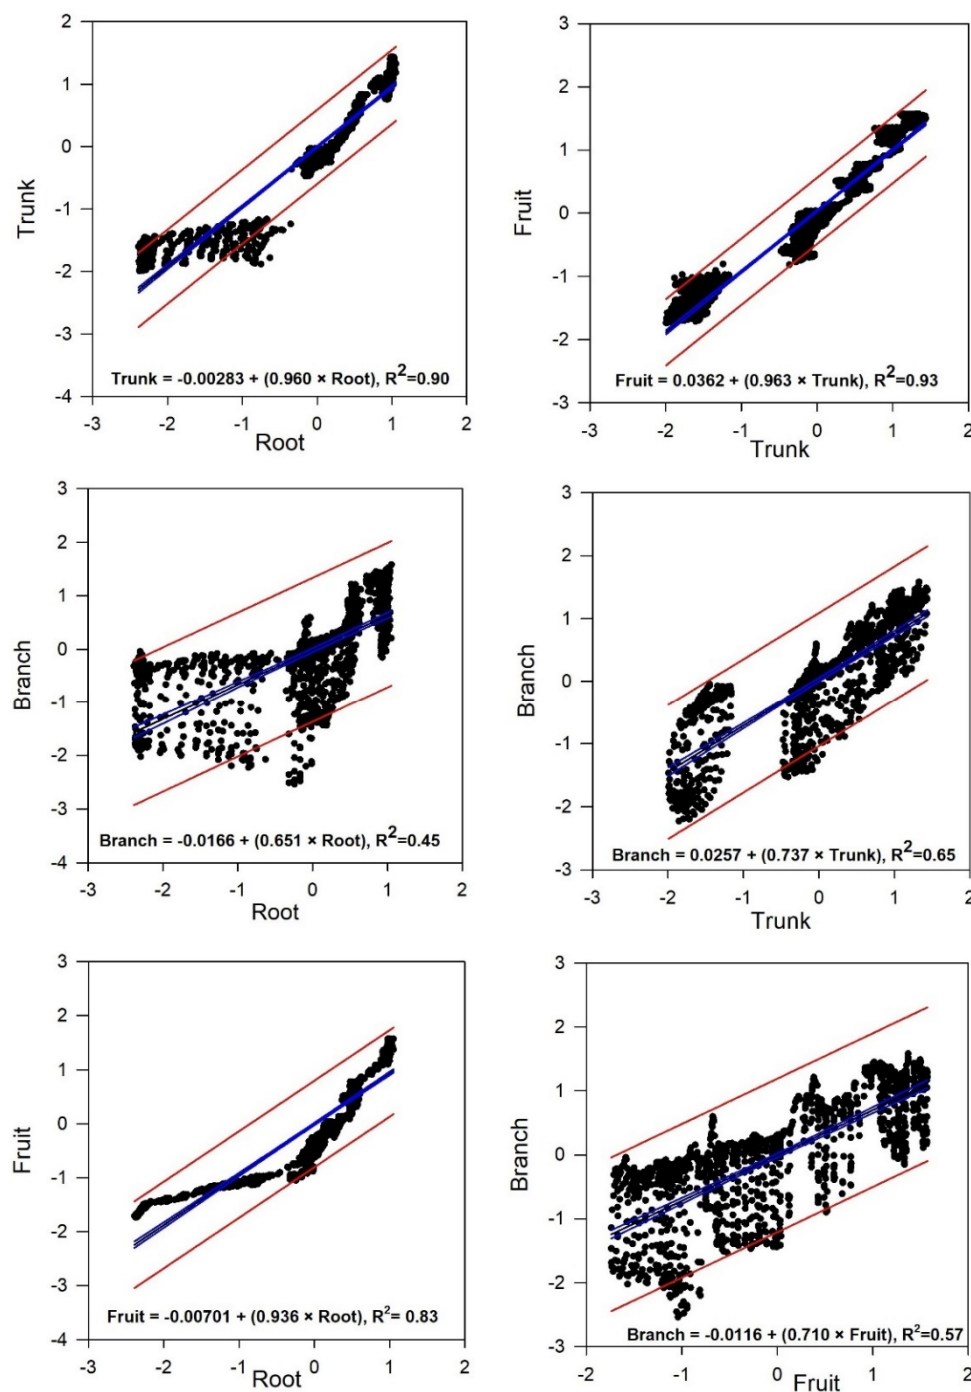 2
1
0
-1
-2
-3
-4
Trunk
Trunk = -0.00283 + (0.960 × Root), R²=0.90
-3 -2 -1 0 1 2
Root
3
2
1
0
-1
-2
-3
Fruit
Fruit = 0.0362 + (0.963 × Trunk), R²=0.93
-3 -2 -1 0 1 2
Trunk
3
2
1
0
-1
-2
-3
-4
Branch
Branch = -0.0166 + (0.651 × Root), R²=0.45
-3 -2 -1 0 1 2
Root
3
2
1
0
-1
-2
-3
Branch
Branch = 0.0257 + (0.737 × Trunk), R²=0.65
-3 -2 -1 0 1 2
Trunk
3
2
1
0
-1
-2
-3
-4
Fruit
Fruit = -0.00701 + (0.936 × Root), R²= 0.83
-3 -2 -1 0 1 2
Root
3
2
1
0
-1
-2
-3
Branch
Branch = -0.0116 + (0.710 × Fruit), R²=0.57
-2 -1 0 1 2
Fruit